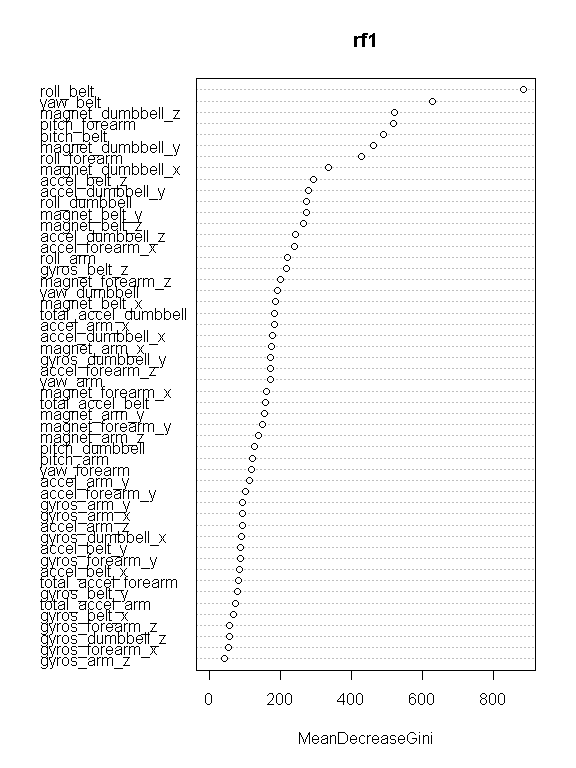 rf1
roll_belt
yaw_belt
magnet_dumbbell_z
pitch_forearm
pitch_belt
magnet_dumbbell_y
roll_forearm
magnet_dumbbell_x
accel_belt_z
accel_dumbbell_y
roll_dumbbell
magnet_belt_y
magnet_belt_z
accel_dumbbell_z
accel_forearm_x
roll_arm
gyros_belt_z
magnet_forearm_z
yaw_dumbbell
magnet_belt_x
total_accel_dumbbell
accel_arm_x
accel_dumbbell_x
magnet_arm_x
gyros_dumbbell_y
accel_forearm_z
yaw_arm
magnet_forearm_x
total_accel_belt
magnet_arm_y
magnet_forearm_y
magnet_arm_z
pitch_dumbbell
pitch_arm
yaw_forearm
accel_arm_y
accel_forearm_y
gyros_arm_y
gyros_arm_x
accel_arm_z
gyros_dumbbell_x
accel_belt_y
gyros_forearm_y
accel_belt_x
total_accel_forearm
gyros_belt_y
total_accel_arm
gyros_belt_x
gyros_forearm_z
gyros_dumbbell_z
gyros_forearm_x
gyros_arm_z
0 200 400 600 800
MeanDecreaseGini